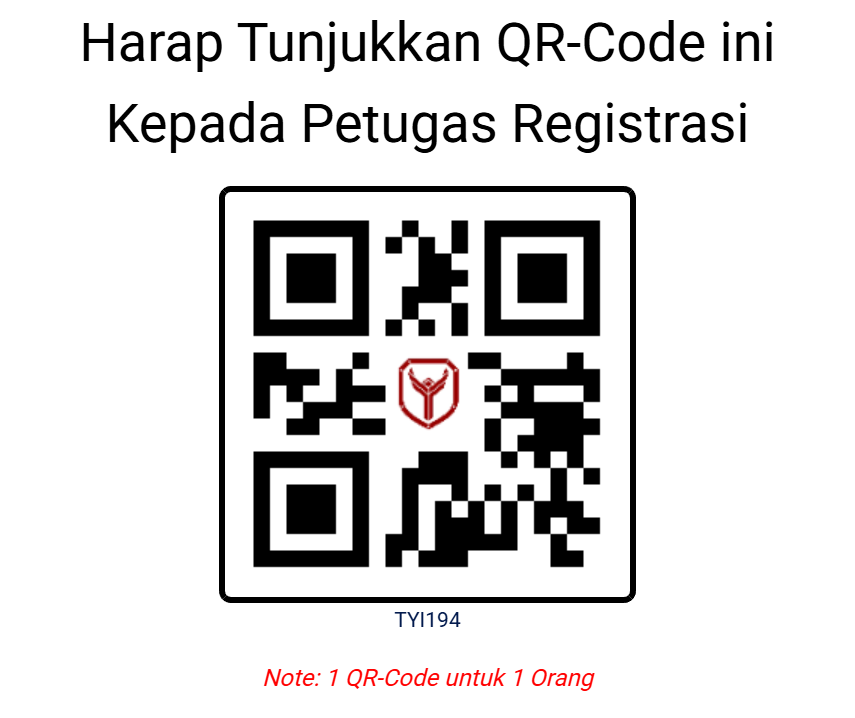 Harap Tunjukkan QR-Code ini
Kepada Petugas Registrasi
TYI194
Note: 1 QR-Code untuk 1 Orang